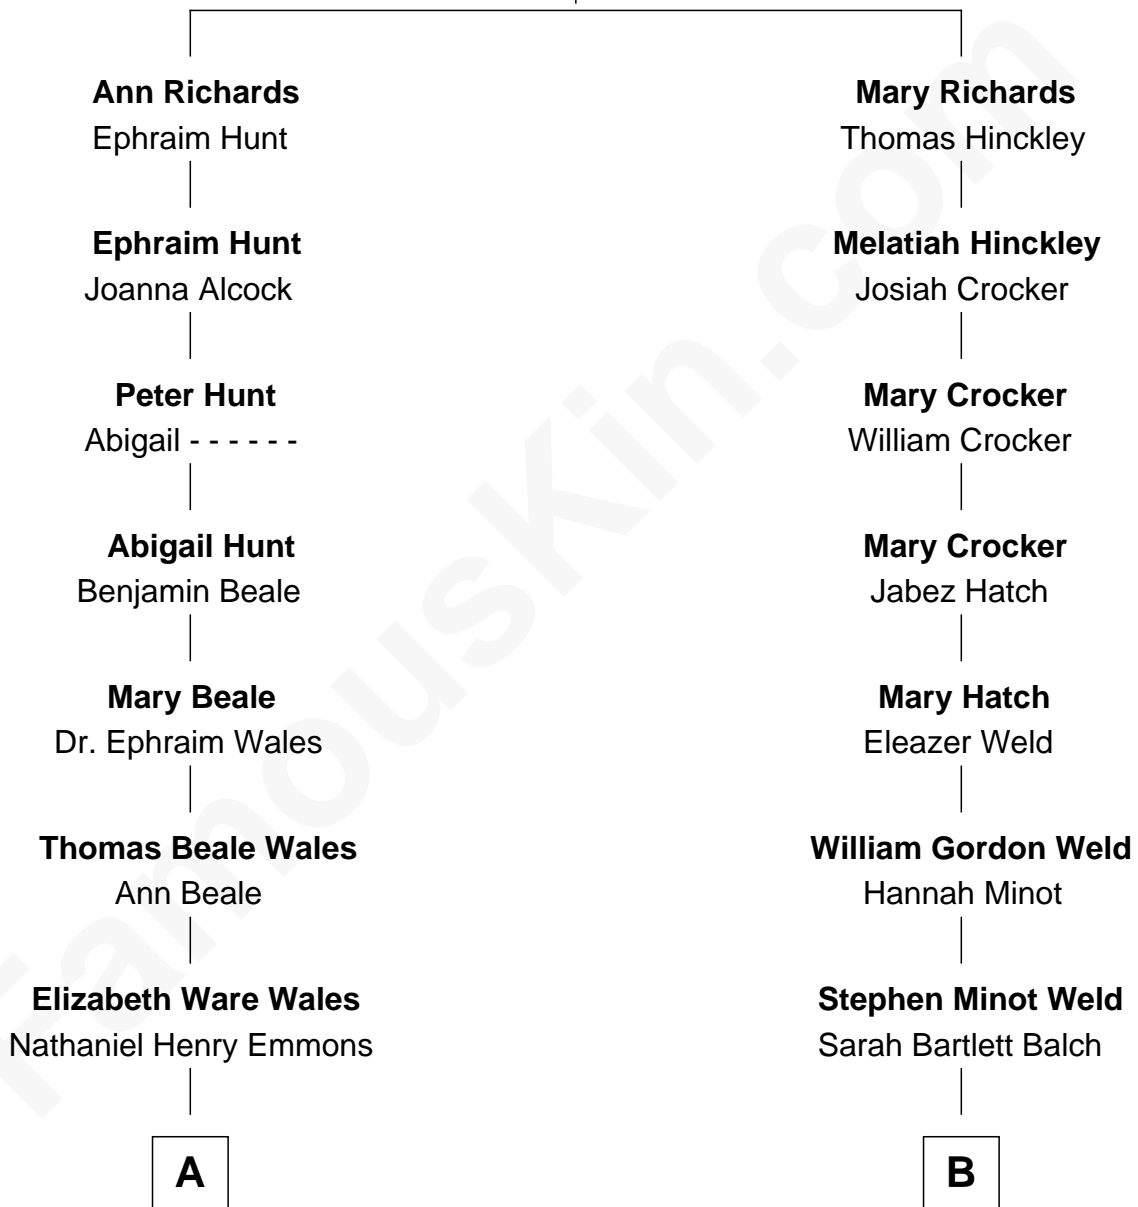 Ann Richards
Ephraim Hunt
Mary Richards
Thomas Hinckley
Ephraim Hunt
Joanna Alcock
Melatiah Hinckley
Josiah Crocker
Peter Hunt
Abigail - - - - - -
Mary Crocker
William Crocker
Abigail Hunt
Benjamin Beale
Mary Crocker
Jabez Hatch
Mary Beale
Dr. Ephraim Wales
Mary Hatch
Eleazer Weld
Thomas Beale Wales
Ann Beale
William Gordon Weld
Hannah Minot
Elizabeth Ware Wales
Nathaniel Henry Emmons
Stephen Minot Weld
Sarah Bartlett Balch
A
B
FamousKin.com